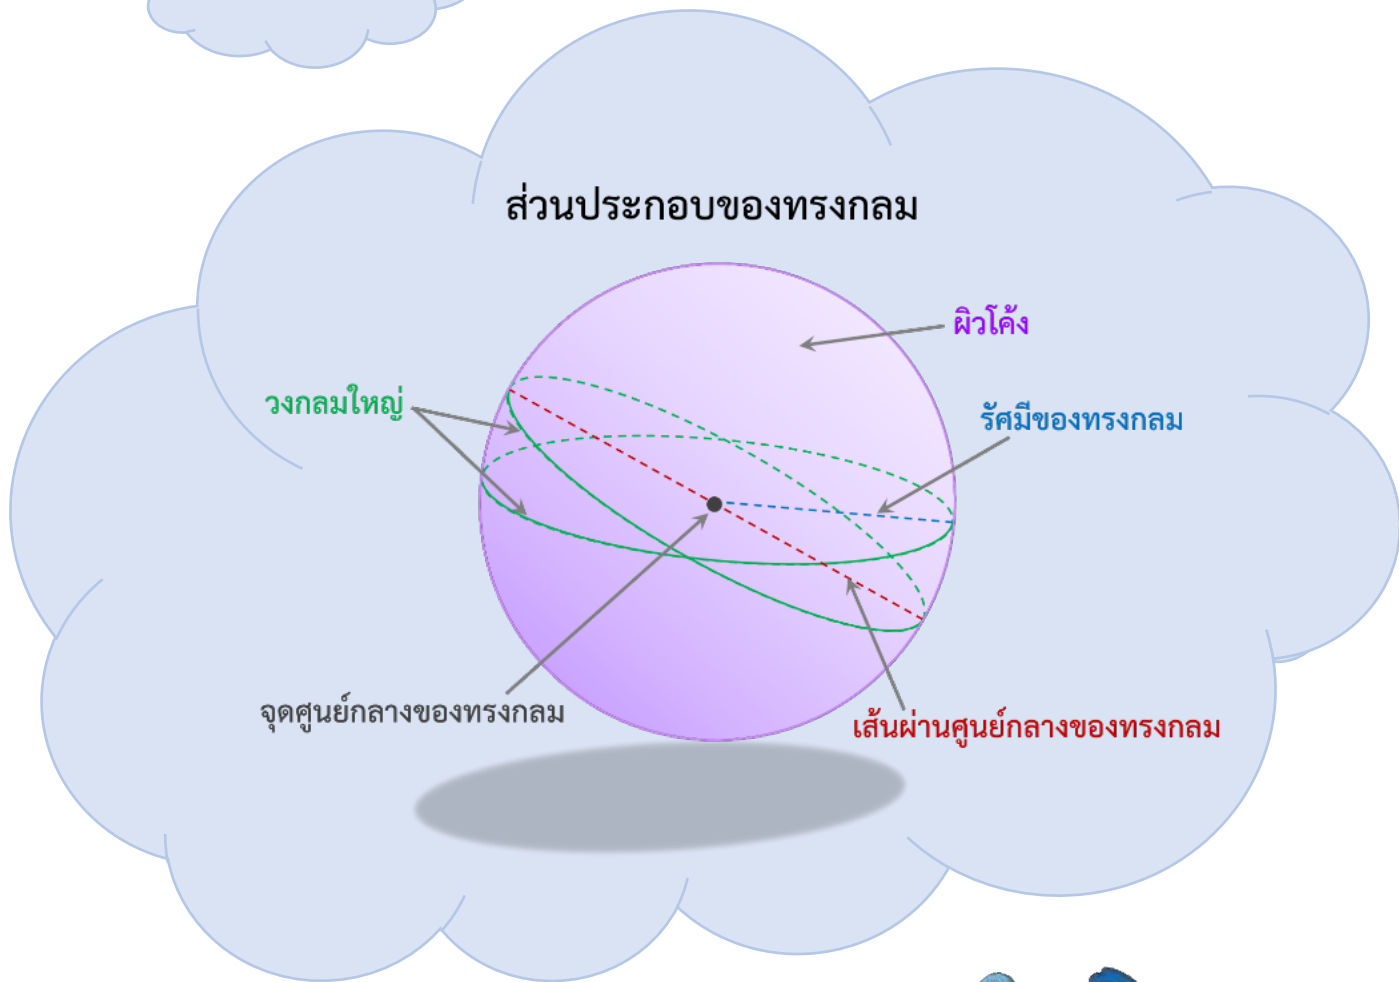 ส่วนประกอบของทรงกลม
ผิวโค้ง
วงกลมใหญ่
รัศมีของทรงกลม
จุดศูนย์กลางของทรงกลม
เส้นผ่านศูนย์กลางของทรงกลม